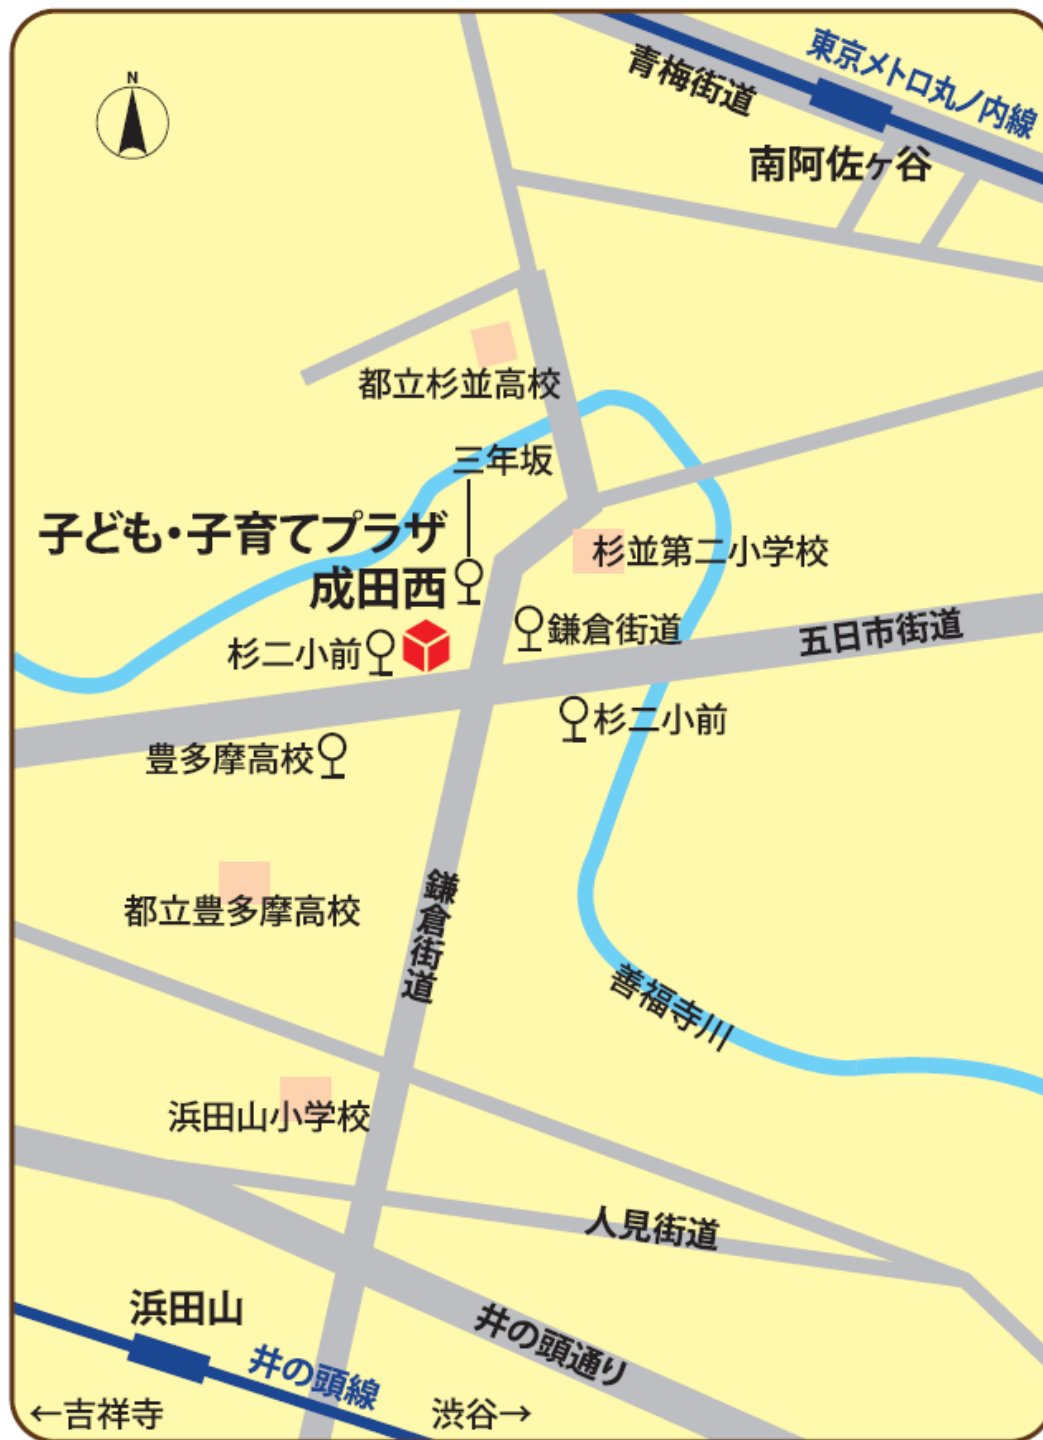 N
青梅街道
東京メトロ丸ノ内線
南阿佐ヶ谷
都立杉並高校
三年坂
子ども・子育てプラザ
成田西
杉並第二小学校
杉二小前
鎌倉街道
五日市街道
杉二小前
豊多摩高校
都立豊多摩高校
鎌倉街道
善福寺川
浜田山小学校
人見街道
浜田山
井の頭通り
井の頭線
←吉祥寺
渋谷→